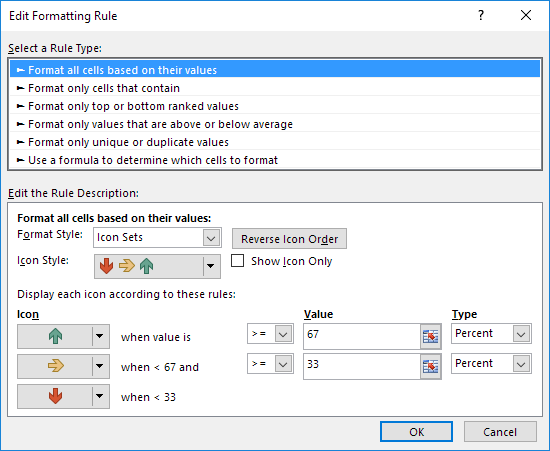 Edit Formatting Rule ? ×
Select a Rule Type:
► Format all cells based on their values
► Format only cells that contain
► Format only top or bottom ranked values
► Format only values that are above or below average
► Format only unique or duplicate values
► Use a formula to determine which cells to format
Edit the Rule Description:
Format all cells based on their values:
Format Style: Icon Sets Reverse Icon Order
Icon Style: Show Icon Only
Display each icon according to these rules:
Icon Value Type
when value is >= 67 Percent
when < 67 and >= 33 Percent
when < 33
OK Cancel